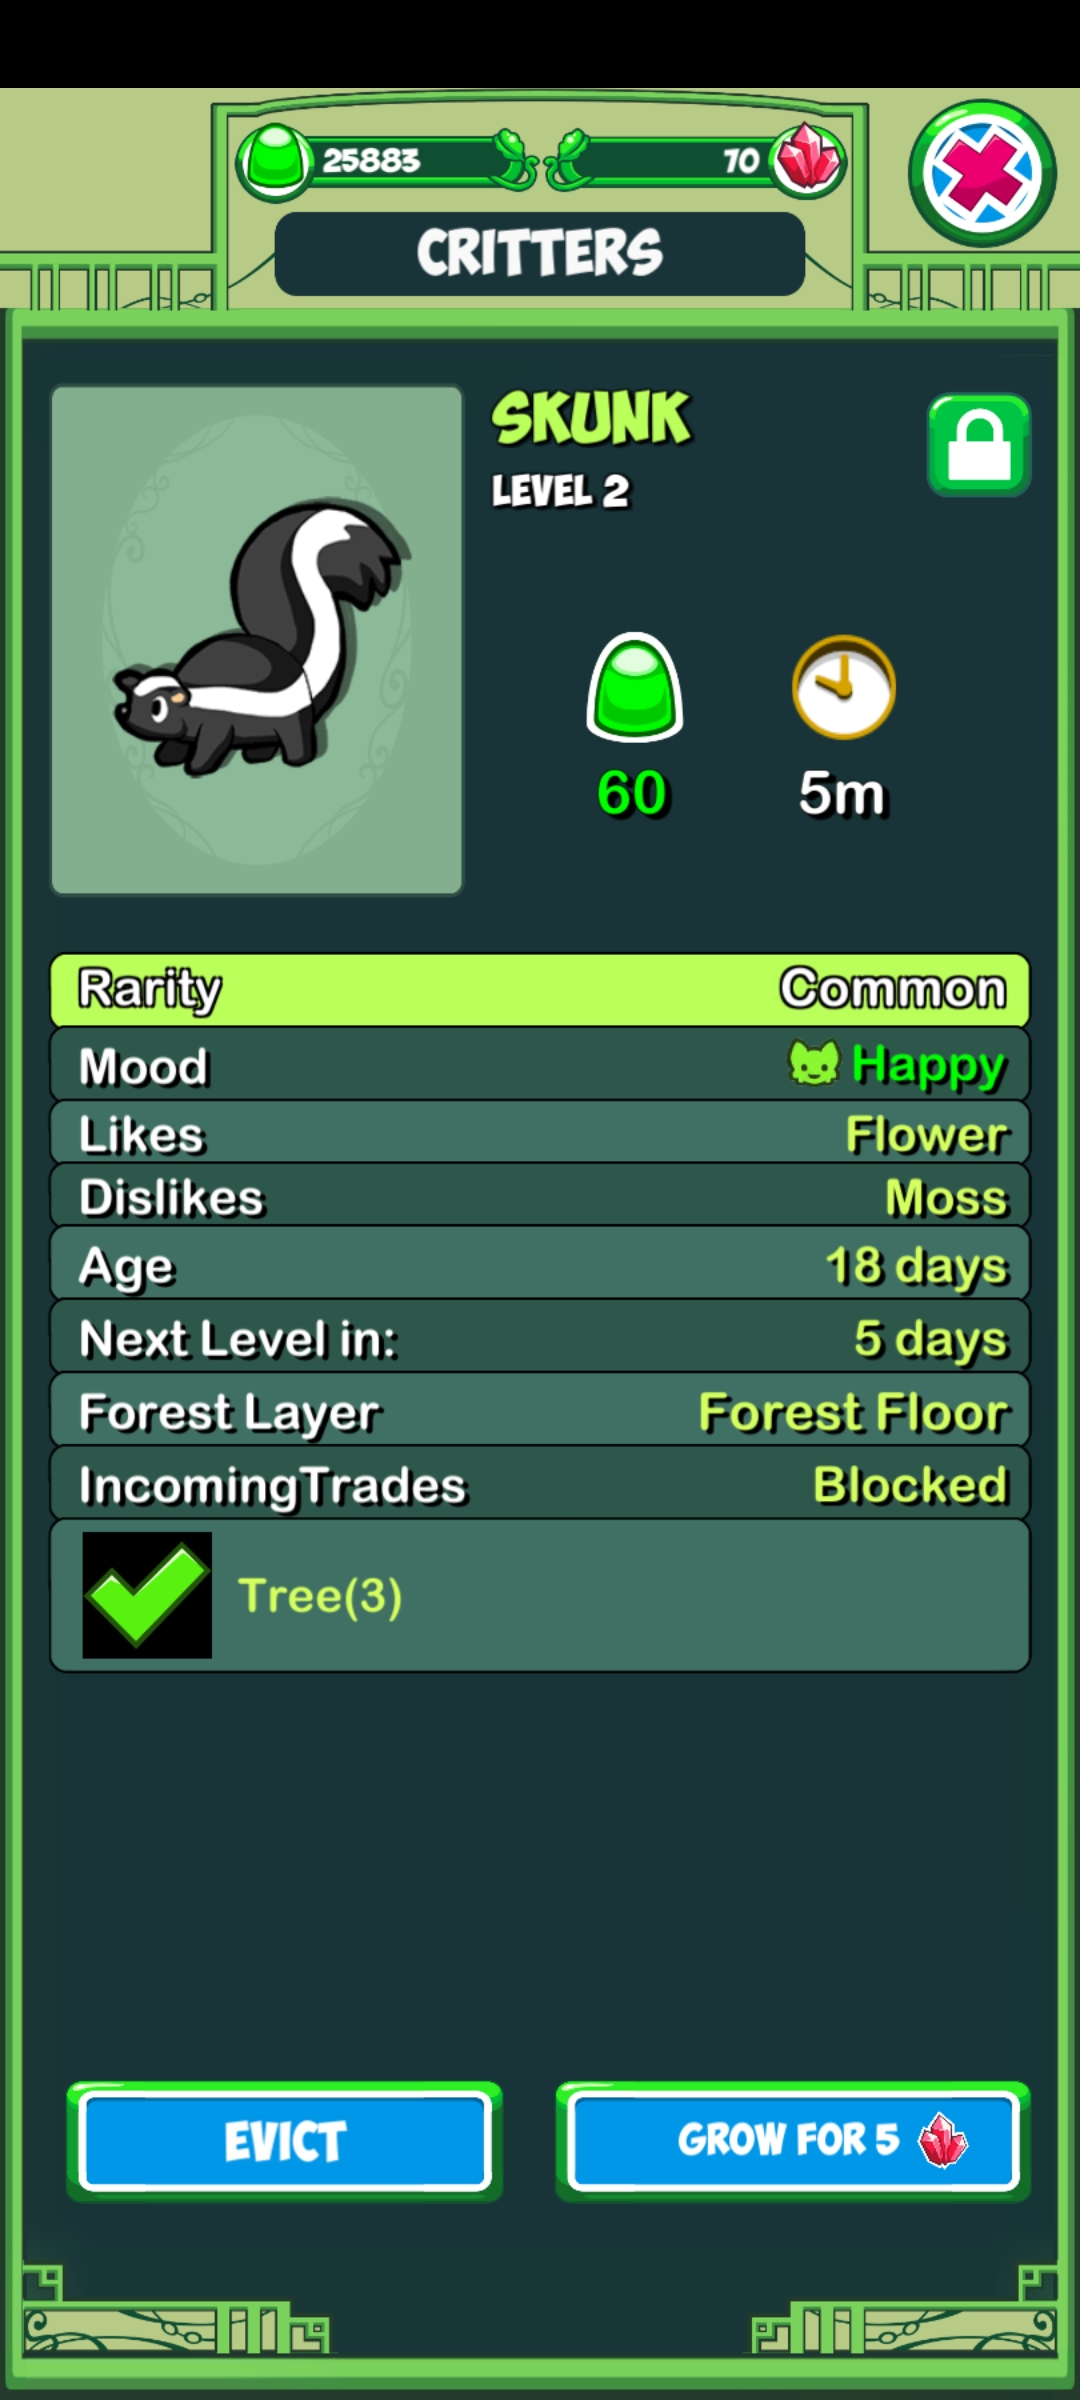 25883
70
CRITTERS
SKUNK
LEVEL 2
60
5m
Rarity Common
Mood Happy
Likes Flower
Dislikes Moss
Age 18 days
Next Level in: 5 days
Forest Layer Forest Floor
IncomingTrades Blocked
Tree(3)
EVICT
GROW FOR 5